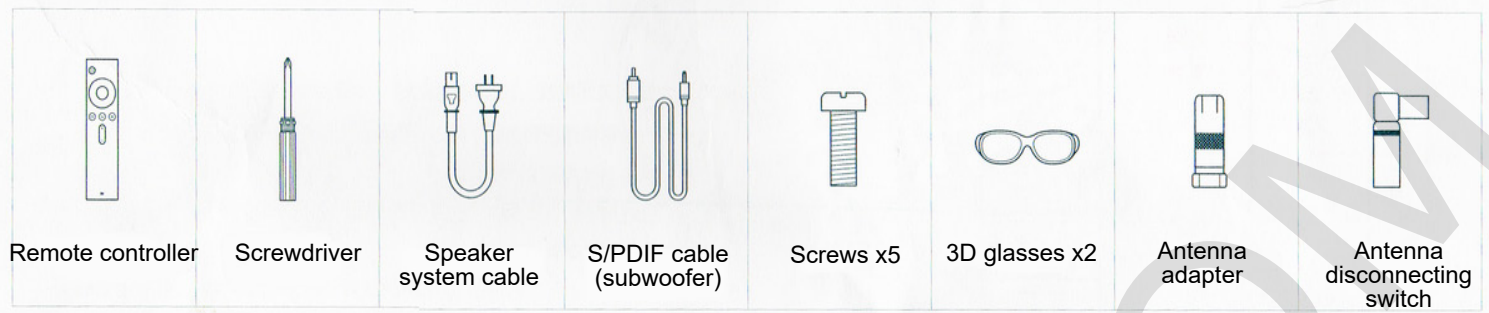 Remote controller
Screwdriver
Speaker
system cable
S/PDIF cable
(subwoofer)
Screws x5
3D glasses x2
Antenna
adapter
Antenna
disconnecting
switch